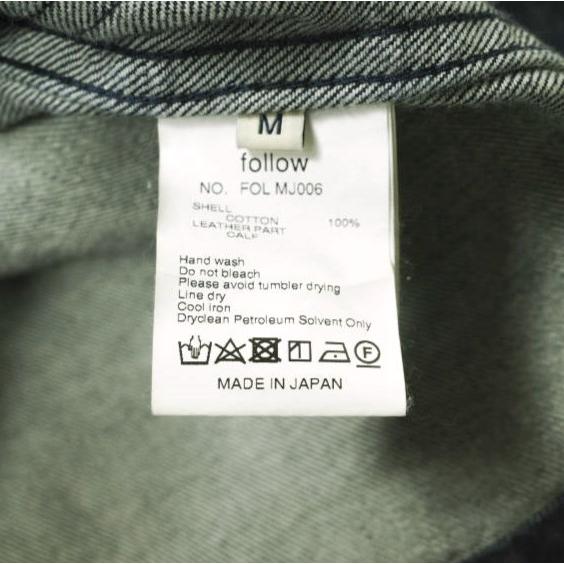 M
follow
NO. FOL MJ006
SHELL
COTTON 100%
LEATHER PART
CALF
Hand wash
Do not bleach
Please avoid tumbler drying
Line dry
Cool iron
Dryclean Petroleum Solvent Only
F
MADE IN JAPAN